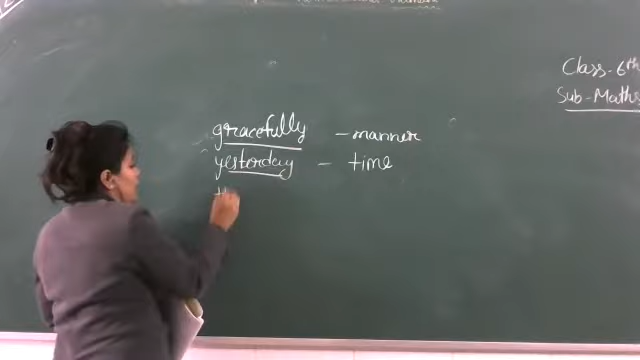 Class-6th
Sub-Maths
gracefully - manner
yesterday - time